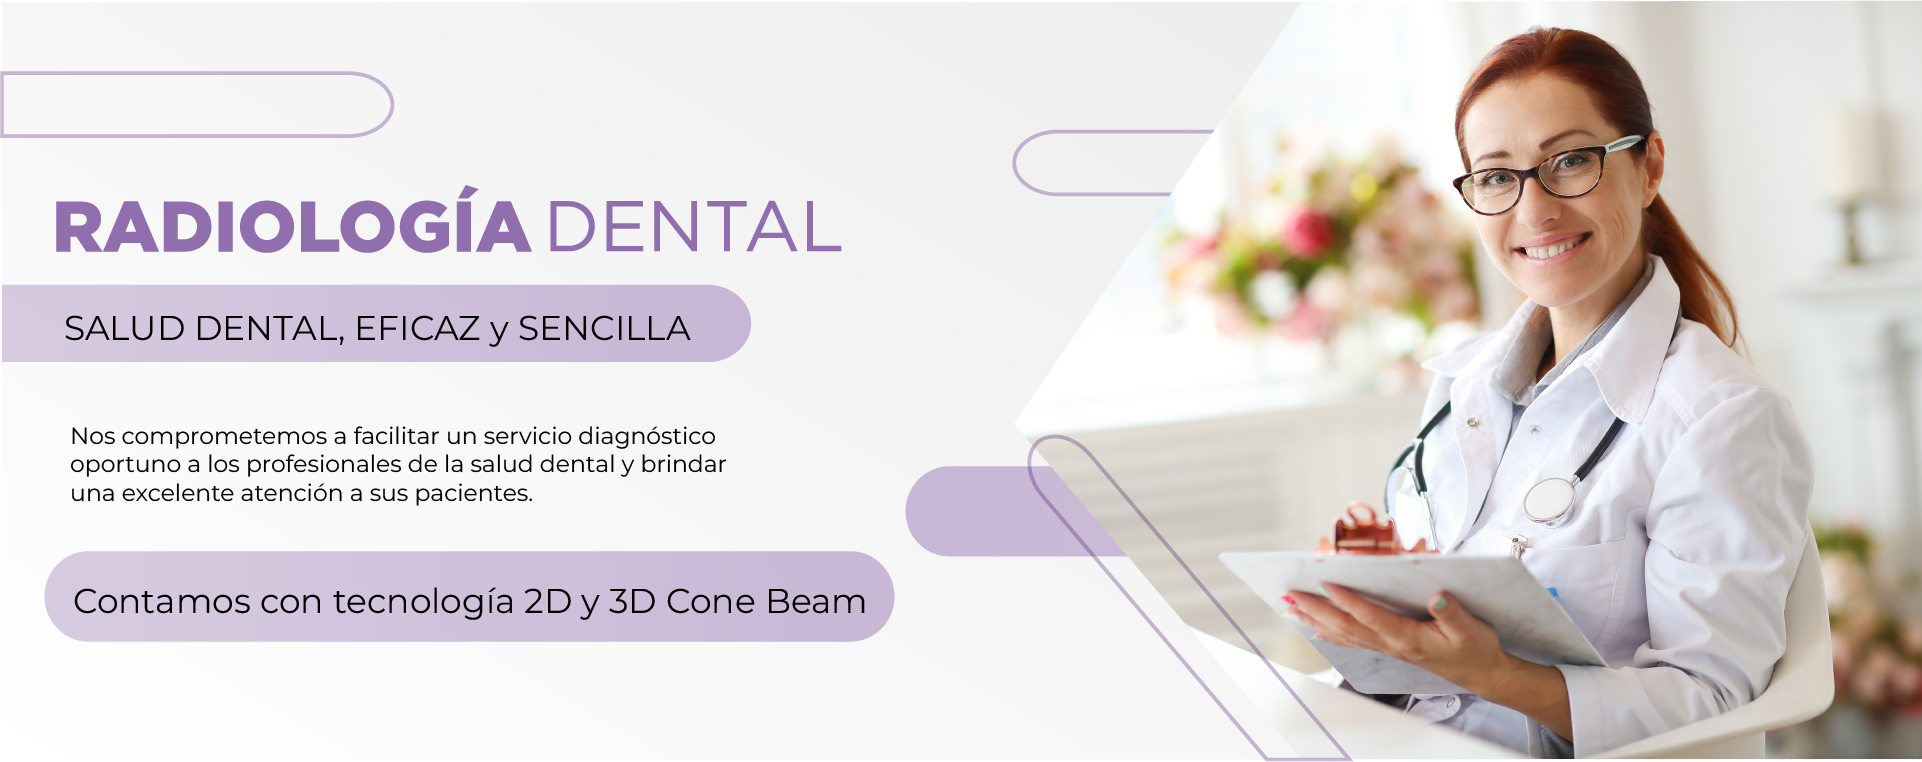 RADIOLOGÍA DENTAL
SALUD DENTAL, EFICAZ y SENCILLA
Nos comprometemos a facilitar un servicio diagnóstico
oportuno a los profesionales de la salud dental y brindar
una excelente atención a sus pacientes.
Contamos con tecnología 2D y 3D Cone Beam